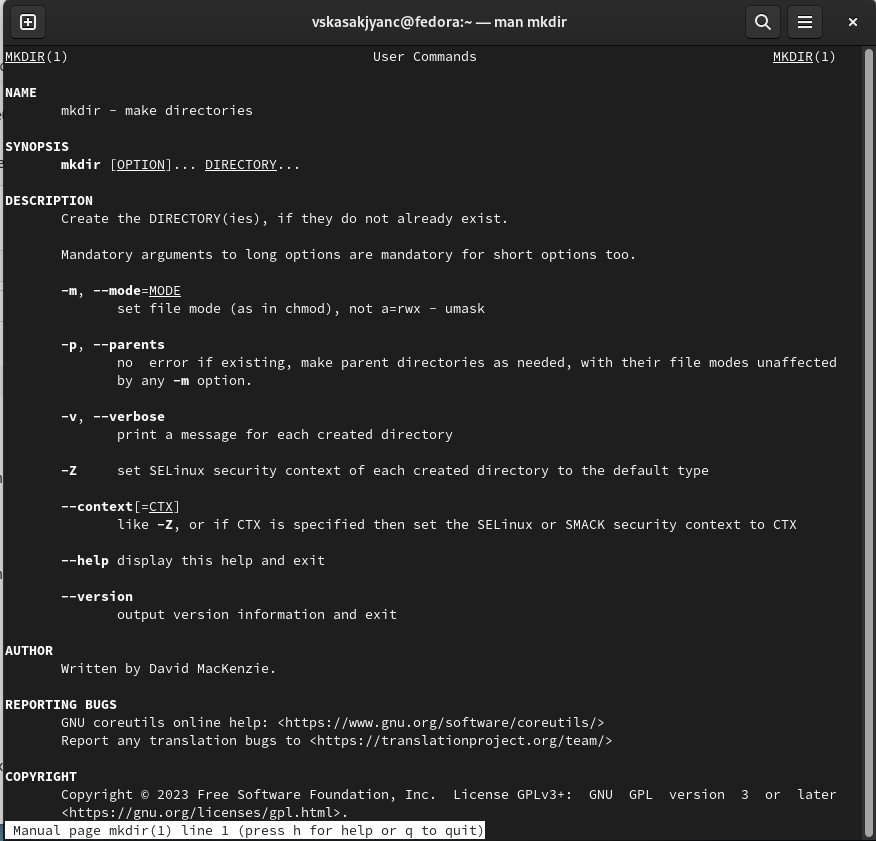 vskasakjyanc@fedora:~ — man mkdir
MKDIR(1) User Commands MKDIR(1)
NAME
mkdir - make directories
SYNOPSIS
mkdir [OPTION]... DIRECTORY...
DESCRIPTION
Create the DIRECTORY(ies), if they do not already exist.
Mandatory arguments to long options are mandatory for short options too.
-m, --mode=MODE
set file mode (as in chmod), not a=rwx - umask
-p, --parents
no  error if existing, make parent directories as needed, with their file modes unaffected
by any -m option.
-v, --verbose
print a message for each created directory
-Z set SELinux security context of each created directory to the default type
--context[=CTX]
like -Z, or if CTX is specified then set the SELinux or SMACK security context to CTX
--help display this help and exit
--version
output version information and exit
AUTHOR
Written by David MacKenzie.
REPORTING BUGS
GNU coreutils online help: <https://www.gnu.org/software/coreutils/>
Report any translation bugs to <https://translationproject.org/team/>
COPYRIGHT
Copyright © 2023 Free Software Foundation, Inc.  License GPLv3+:  GNU  GPL  version  3  or  later
<https://gnu.org/licenses/gpl.html>.
Manual page mkdir(1) line 1 (press h for help or q to quit)